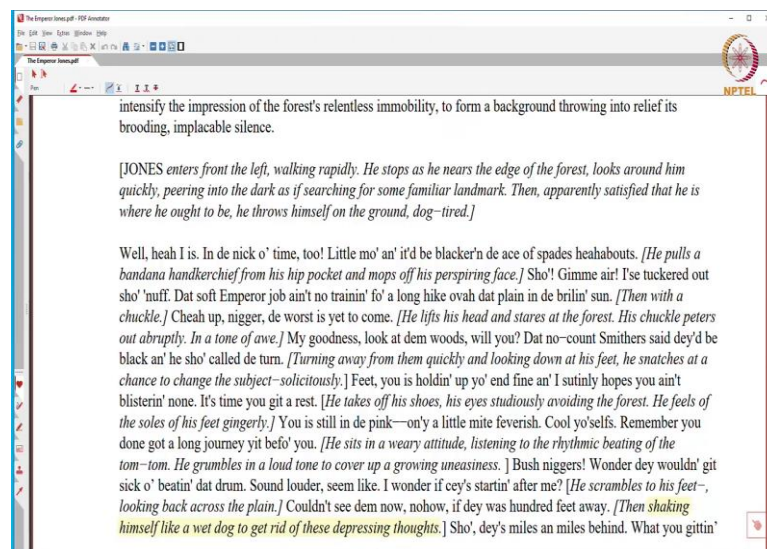 The Emperor Jones.pdf - PDF Annotator
File Edit View Extras Window Help
The Emperor Jones.pdf
Pen
NPTEL
intensify the impression of the forest's relentless immobility, to form a background throwing into relief its
brooding, implacable silence.
[JONES enters front the left, walking rapidly. He stops as he nears the edge of the forest, looks around him
quickly, peering into the dark as if searching for some familiar landmark. Then, apparently satisfied that he is
where he ought to be, he throws himself on the ground, dog−tired.]
Well, heah I is. In de nick o' time, too! Little mo' an' it'd be blacker'n de ace of spades heahabouts. [He pulls a
bandana handkerchief from his hip pocket and mops off his perspiring face.] Sho'! Gimme air! I'se tuckered out
sho' 'nuff. Dat soft Emperor job ain't no trainin' fo' a long hike ovah dat plain in de brilin' sun. [Then with a
chuckle.] Cheah up, nigger, de worst is yet to come. [He lifts his head and stares at the forest. His chuckle peters
out abruptly. In a tone of awe.] My goodness, look at dem woods, will you? Dat no−count Smithers said dey'd be
black an' he sho' called de turn. [Turning away from them quickly and looking down at his feet, he snatches at a
chance to change the subject−solicitously.] Feet, you is holdin' up yo' end fine an' I sutinly hopes you ain't
blisterin' none. It's time you git a rest. [He takes off his shoes, his eyes studiously avoiding the forest. He feels of
the soles of his feet gingerly.] You is still in de pink−−on'y a little mite feverish. Cool yo'selfs. Remember you
done got a long journey yit befo' you. [He sits in a weary attitude, listening to the rhythmic beating of the
tom−tom. He grumbles in a loud tone to cover up a growing uneasiness. ] Bush niggers! Wonder dey wouldn' git
sick o' beatin' dat drum. Sound louder, seem like. I wonder if cey's startin' after me? [He scrambles to his feet−,
looking back across the plain.] Couldn't see dem now, nohow, if dey was hundred feet away. [Then shaking
himself like a wet dog to get rid of these depressing thoughts.] Sho', dey's miles an miles behind. What you gittin'